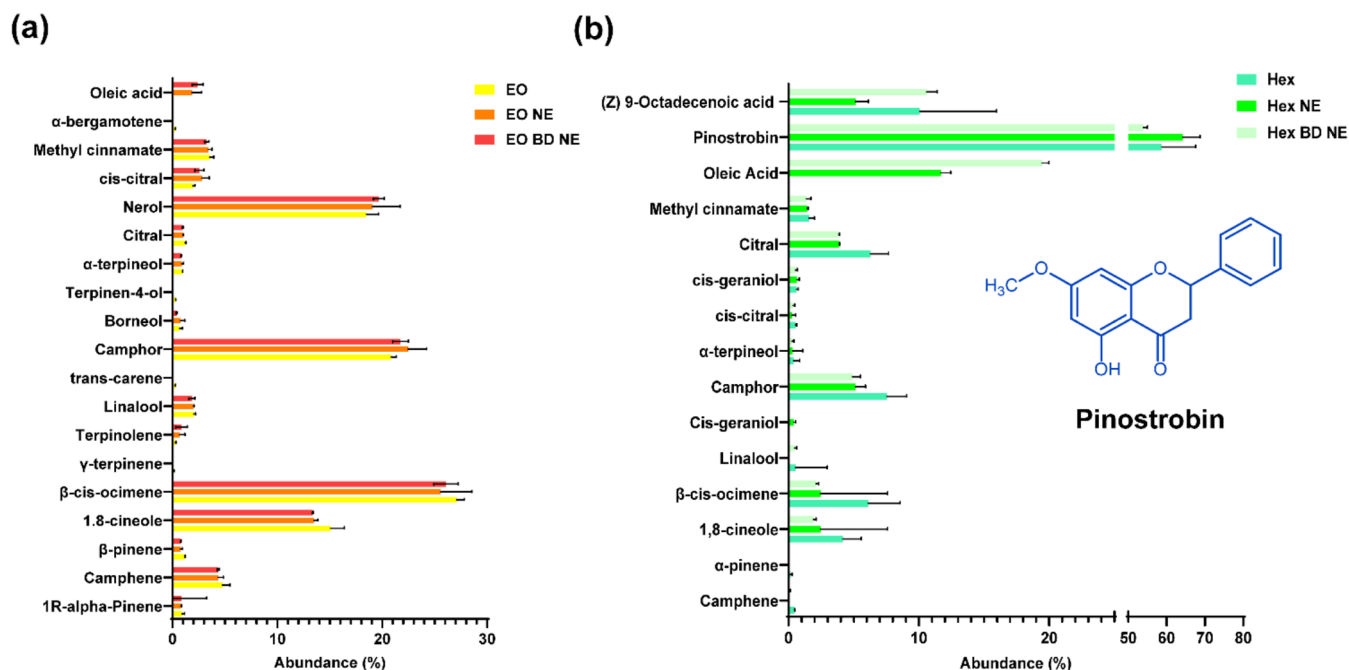 (a)
EO
EO NE
EO BD NE
Oleic acid
α-bergamotene
Methyl cinnamate
cis-citral
Nerol
Citral
α-terpineol
Terpinen-4-ol
Borneol
Camphor
trans-carene
Linalool
Terpinolene
γ-terpinene
β-cis-ocimene
1.8-cineole
β-pinene
Camphene
1R-alpha-Pinene
0 10 20 30
Abundance (%)
(b)
Hex
Hex NE
Hex BD NE
(Z) 9-Octadecenoic acid
Pinostrobin
Oleic Acid
Methyl cinnamate
Citral
cis-geraniol
cis-citral
α-terpineol
Camphor
Cis-geraniol
Linalool
β-cis-ocimene
1,8-cineole
α-pinene
Camphene
0 10 20 50 60 70 80
Abundance (%)
H₃C O O
OH O
Pinostrobin